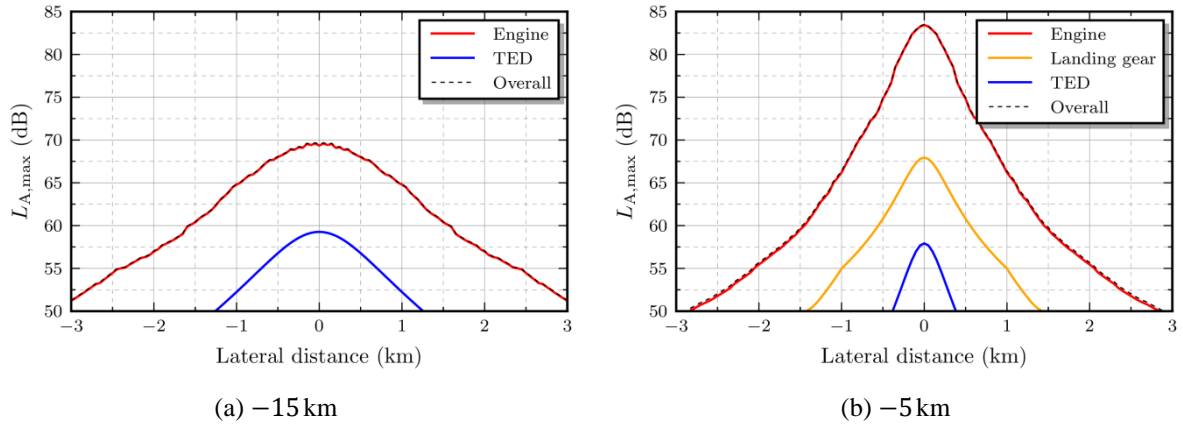 85
80
75
70
65
60
55
50
−3
−2
−1
0
1
2
3
L_A,max (dB)
Lateral distance (km)
Engine
TED
Overall
(a) −15 km
85
80
75
70
65
60
55
50
−3
−2
−1
0
1
2
3
L_A,max (dB)
Lateral distance (km)
Engine
Landing gear
TED
Overall
(b) −5 km